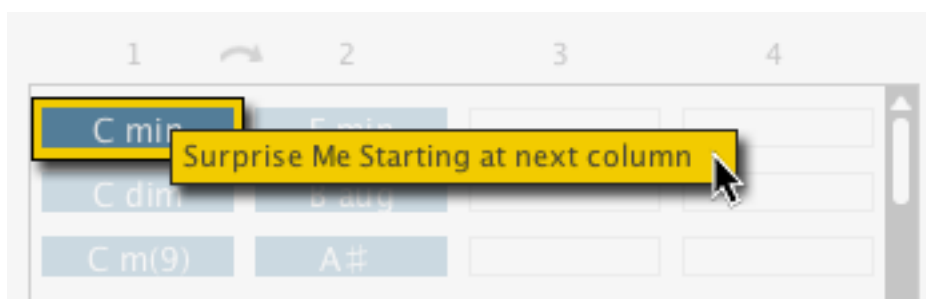 1 2 3 4
C min F min
Surprise Me Starting at next column
C dim B aug
C m(9) A♯